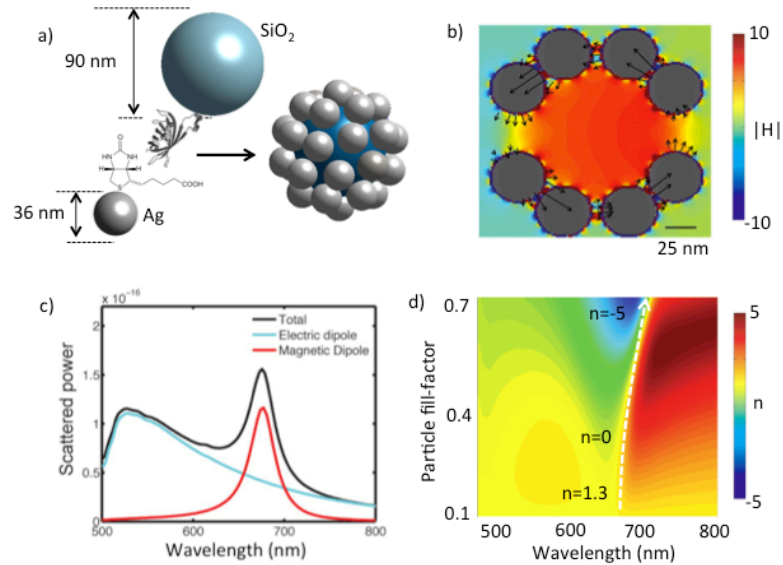 a)
SiO2
90 nm
O
HN
NH
H
H
S
COOH
36 nm
Ag
b)
10
|H|
-10
25 nm
c)
x 10⁻¹⁶
2
1.5
1
0.5
0
500
600
700
800
Scattered power
Wavelength (nm)
Total
Electric dipole
Magnetic Dipole
d)
0.7
0.4
0.1
Particle fill-factor
n=-5
n=0
n=1.3
500
600
700
800
Wavelength (nm)
5
n
-5